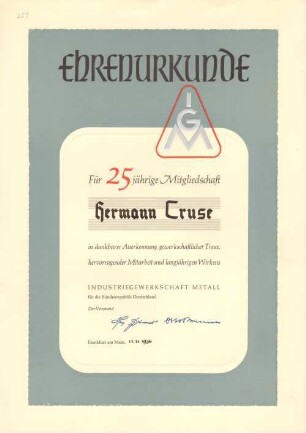 EHRENURKUNDE
IGM
Für 25 jährige Mitgliedschaft
Hermann Cruse
in dankbarer Anerkennung gewerkschaftlicher Treue,
hervorragender Mitarbeit und langjährigen Wirkens
INDUSTRIEGEWERKSCHAFT METALL
für die Bundesrepublik Deutschland
Der Vorstand
Frankfurt am Main,